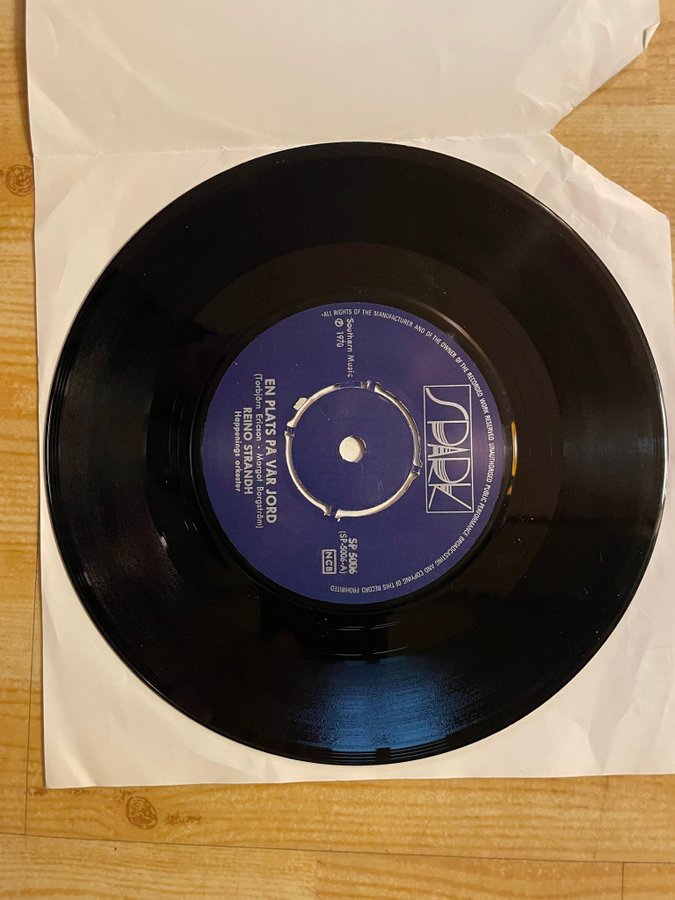 ·ALL RIGHTS OF THE MANUFACTURER AND OF THE OWNER OF THE RECORDED WORK RESERVED UNAUTHORISED PUBLIC PERFORMANCE BROADCASTING AND COPYING OF THIS RECORD PROHIBITED
SPARK
Southern Music
℗ 1970
SP 5006
(SP-5006-A)
NCB
EN PLATS PÅ VÅR JORD
(Torbjörn Ericson - Margot Borgström)
REINO STRANDH
Happenings orkester